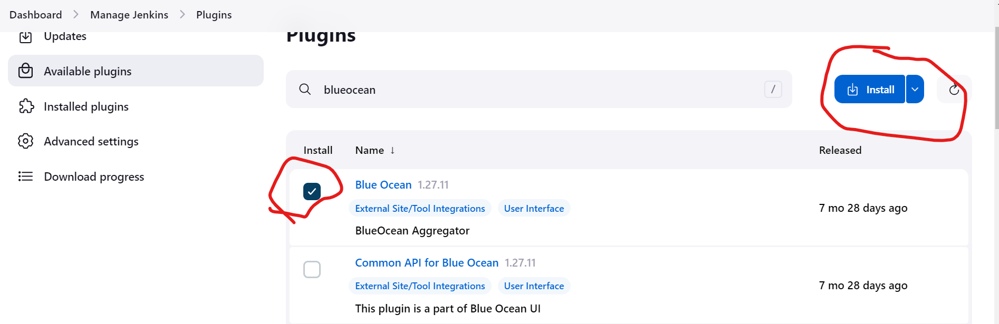 Dashboard > Manage Jenkins > Plugins
Updates
Available plugins
Installed plugins
Advanced settings
Download progress
Plugins
blueocean /
Install
Install Name ↓ Released
Blue Ocean 1.27.11
External Site/Tool Integrations User Interface
7 mo 28 days ago
BlueOcean Aggregator
Common API for Blue Ocean 1.27.11
External Site/Tool Integrations User Interface
7 mo 28 days ago
This plugin is a part of Blue Ocean UI